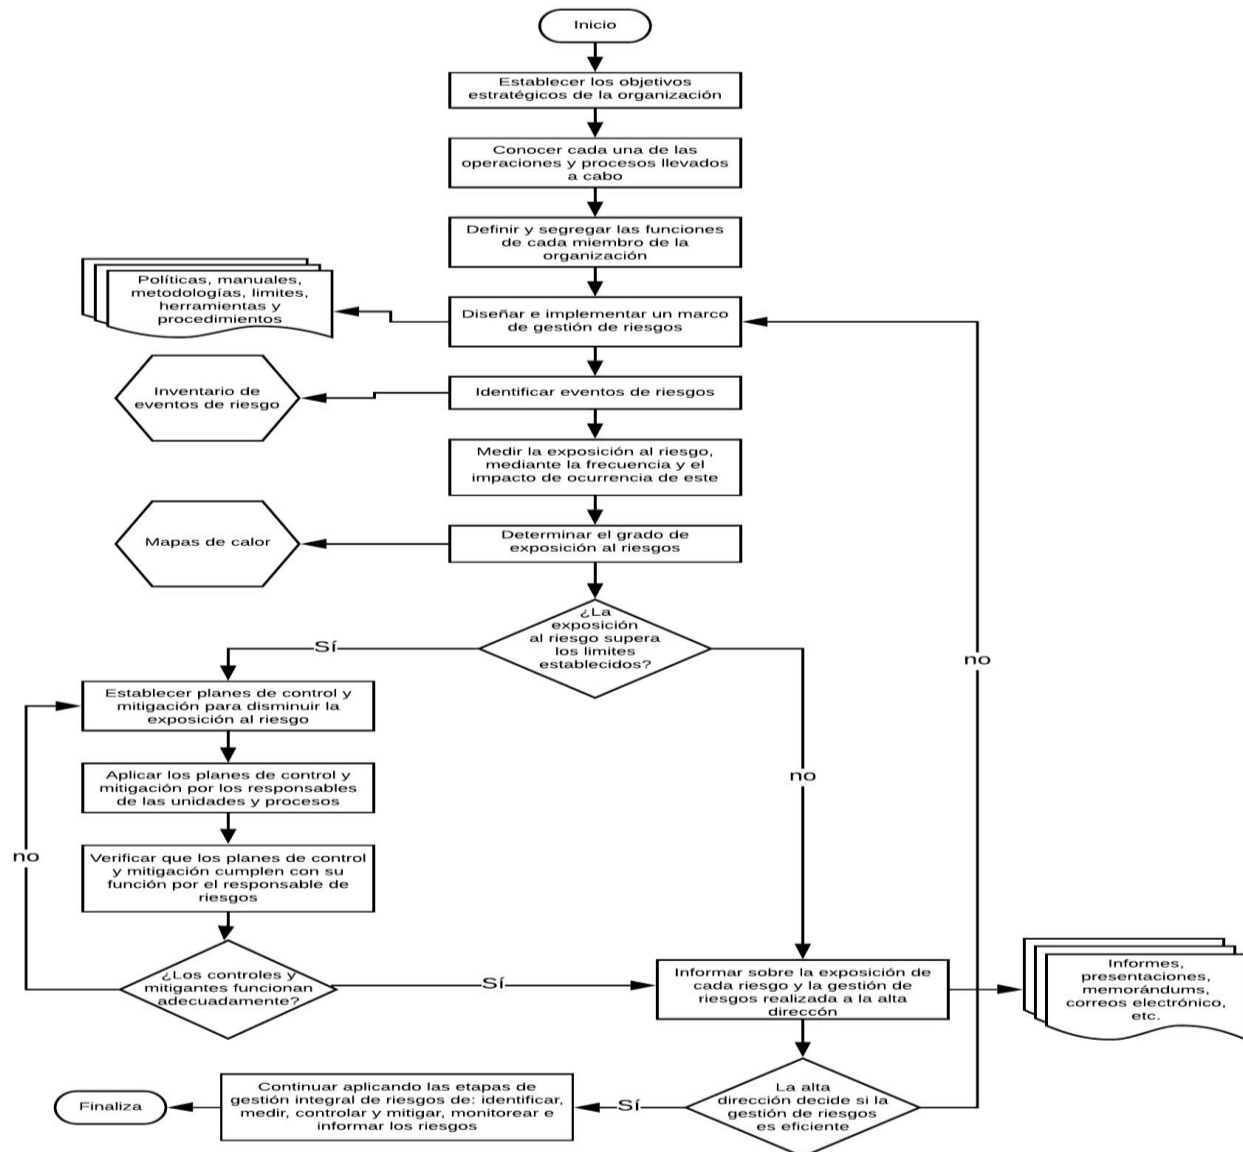 Inicio
Establecer los objetivos
estratégicos de la organización
Conocer cada una de las
operaciones y procesos llevados
a cabo
Definir y segregar las funciones
de cada miembro de la
organización
Políticas, manuales,
metodologías, limites,
herramientas y
procedimientos
Diseñar e implementar un marco
de gestión de riesgos
Inventario de
eventos de riesgo
Identificar eventos de riesgos
Medir la exposición al riesgo,
mediante la frecuencia y el
impacto de ocurrencia de este
Mapas de calor
Determinar el grado de
exposición al riesgos
¿La
exposición
al riesgo supera
los limites
establecidos?
Sí
no
no
Establecer planes de control y
mitigación para disminuir la
exposición al riesgo
Aplicar los planes de control y
mitigación por los responsables
de las unidades y procesos
no
Verificar que los planes de control
y mitigación cumplen con su
función por el responsable de
riesgos
¿Los controles y
mitigantes funcionan
adecuadamente?
Sí
Informar sobre la exposición de
cada riesgo y la gestión de
riesgos realizada a la alta
direccón
Informes,
presentaciones,
memorándums,
correos electrónico,
etc.
La alta
dirección decide si la
gestión de riesgos
es eficiente
Sí
Continuar aplicando las etapas de
gestión integral de riesgos de: identificar,
medir, controlar y mitigar, monitorear e
informar los riesgos
Finaliza